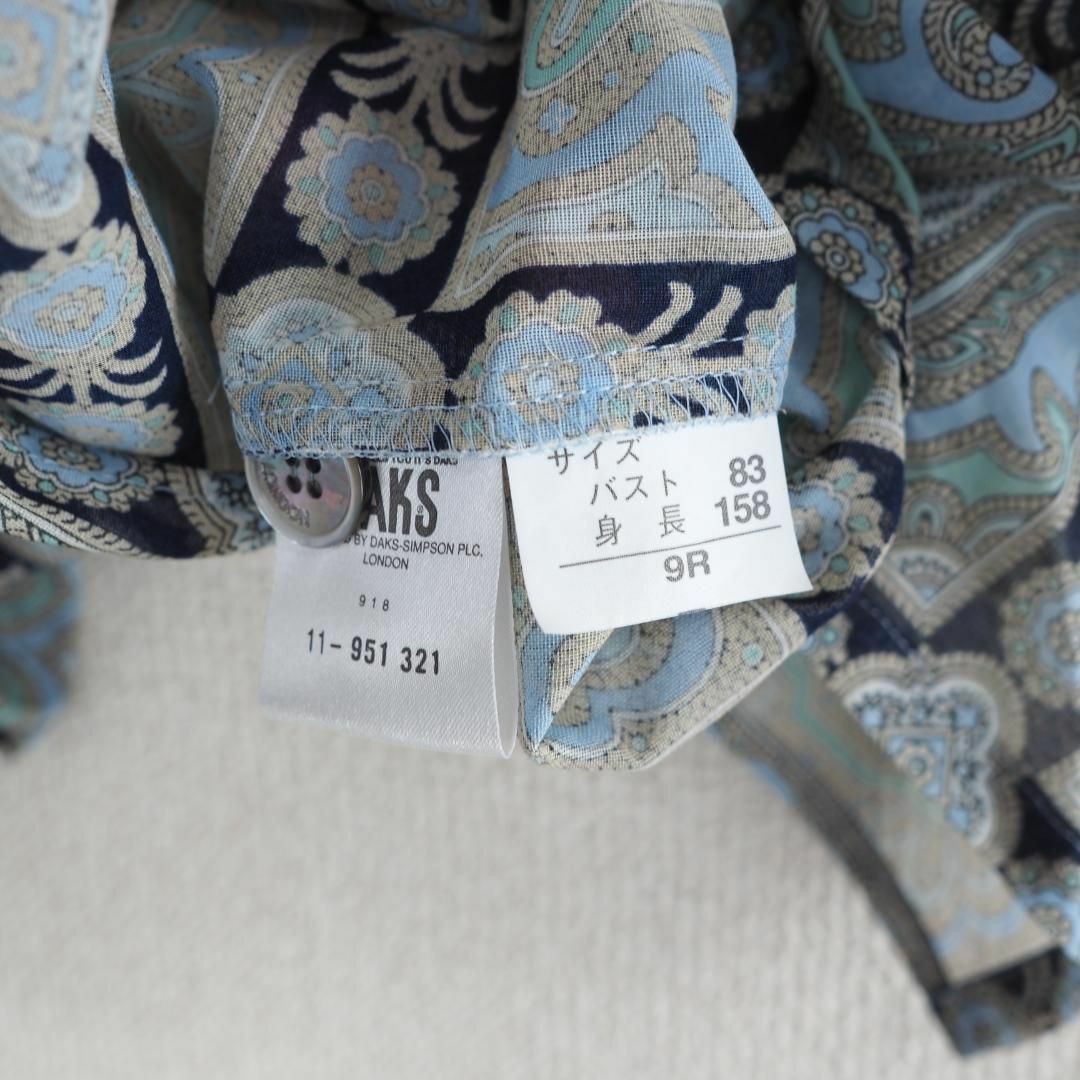 DAKS
AKS
BY DAKS-SIMPSON PLC.
LONDON
918
11-951 321
サイズ
バスト 83
身長 158
9R